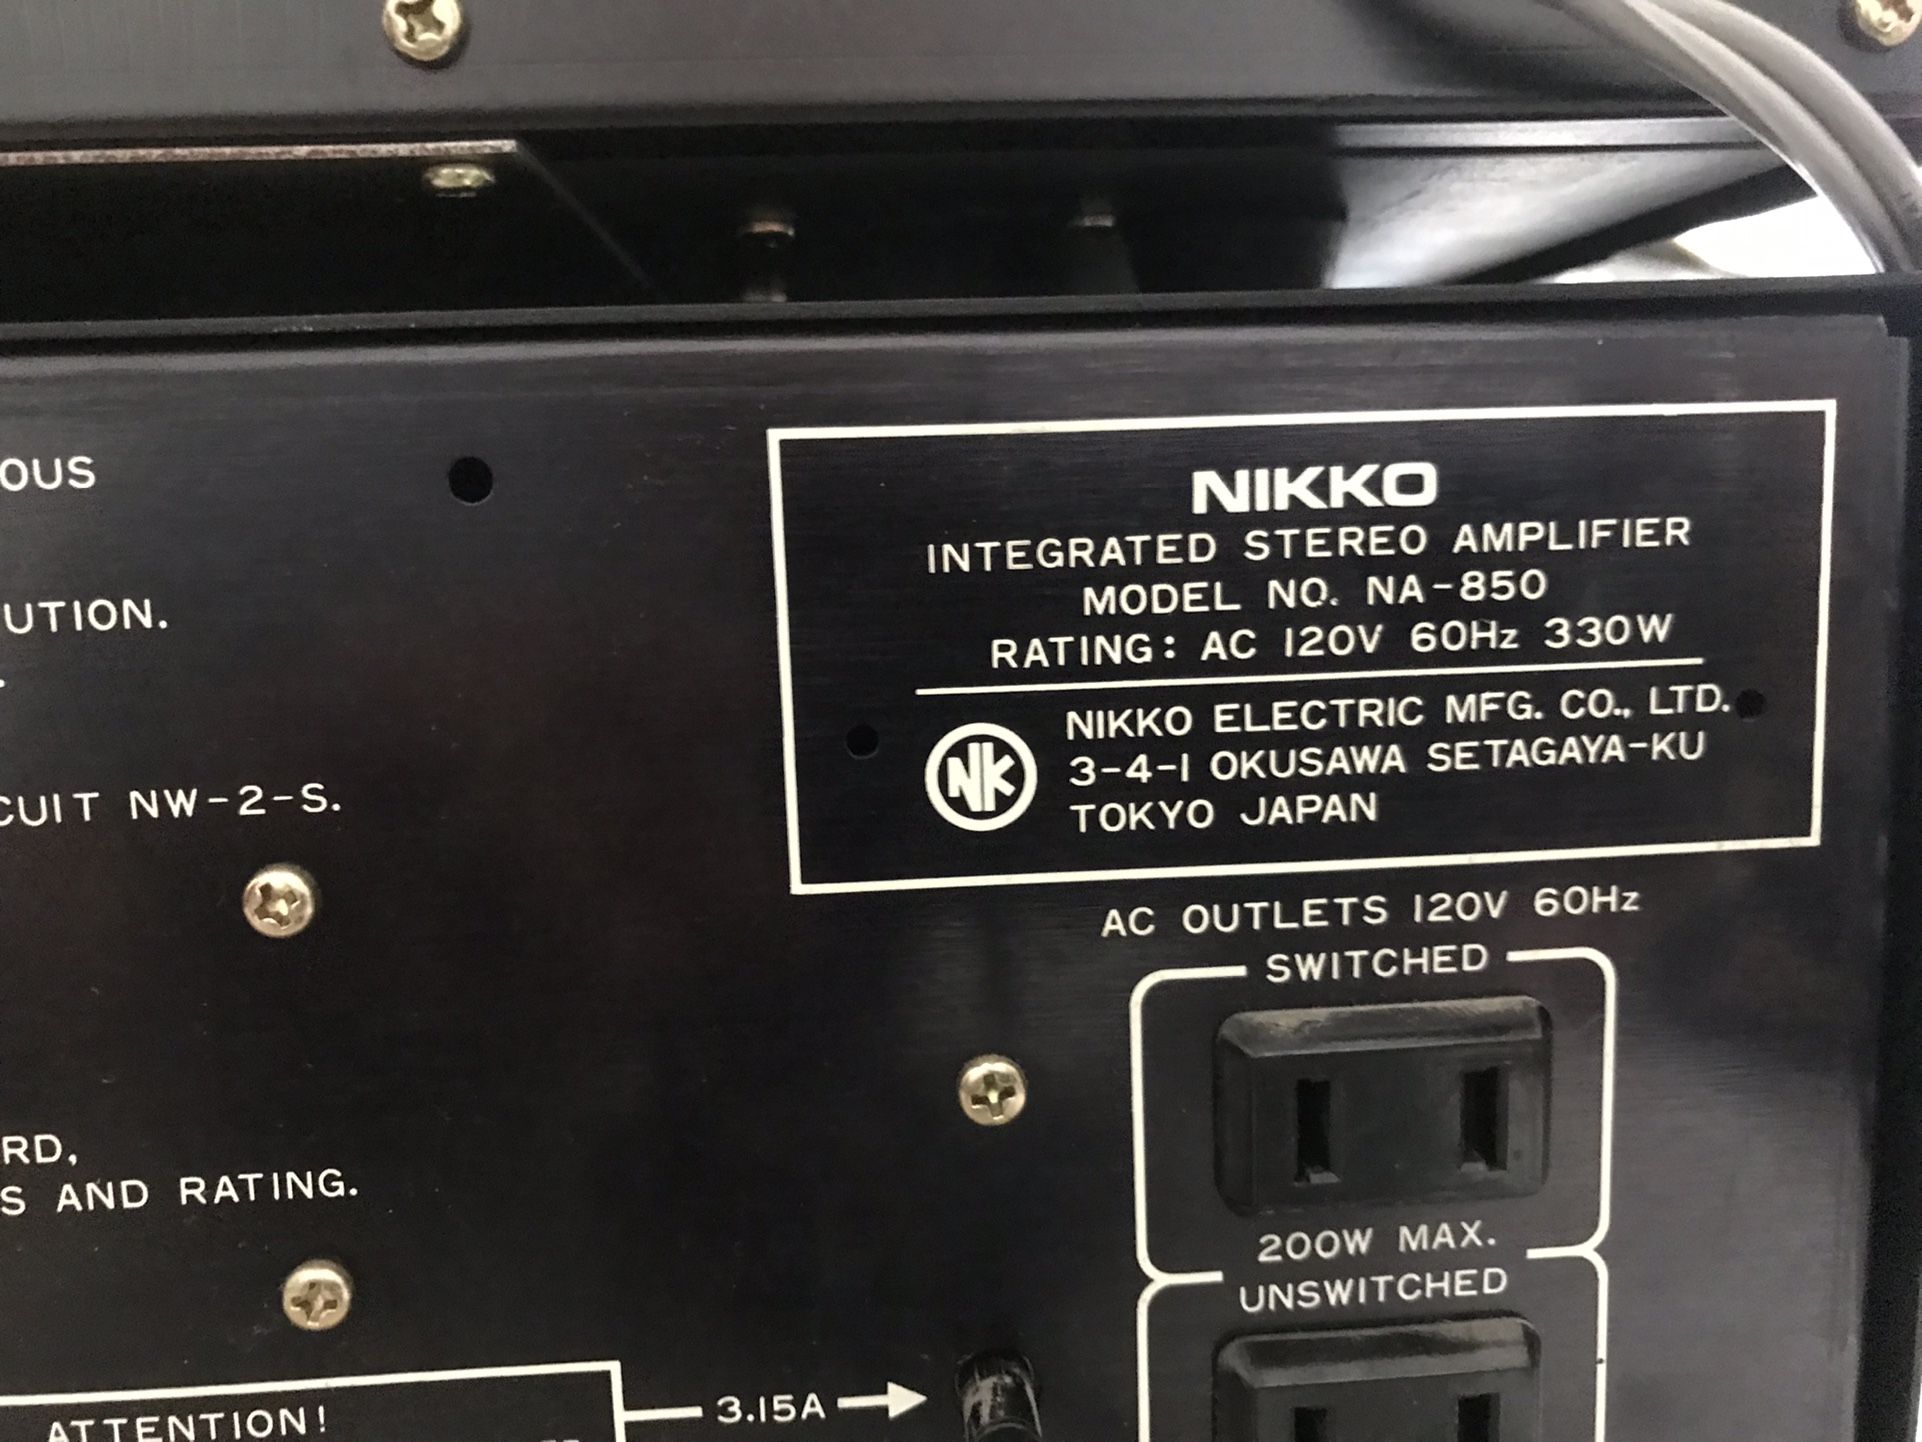 OUS
UTION.
CUIT NW-2-S.
RD,
S AND RATING.
ATTENTION!
NIKKO
INTEGRATED STEREO AMPLIFIER
MODEL NO. NA-850
RATING: AC 120V 60Hz 330W
NK
NIKKO ELECTRIC MFG. CO., LTD.
3-4-1 OKUSAWA SETAGAYA-KU
TOKYO JAPAN
AC OUTLETS 120V 60Hz
SWITCHED
200W MAX.
UNSWITCHED
3.15A